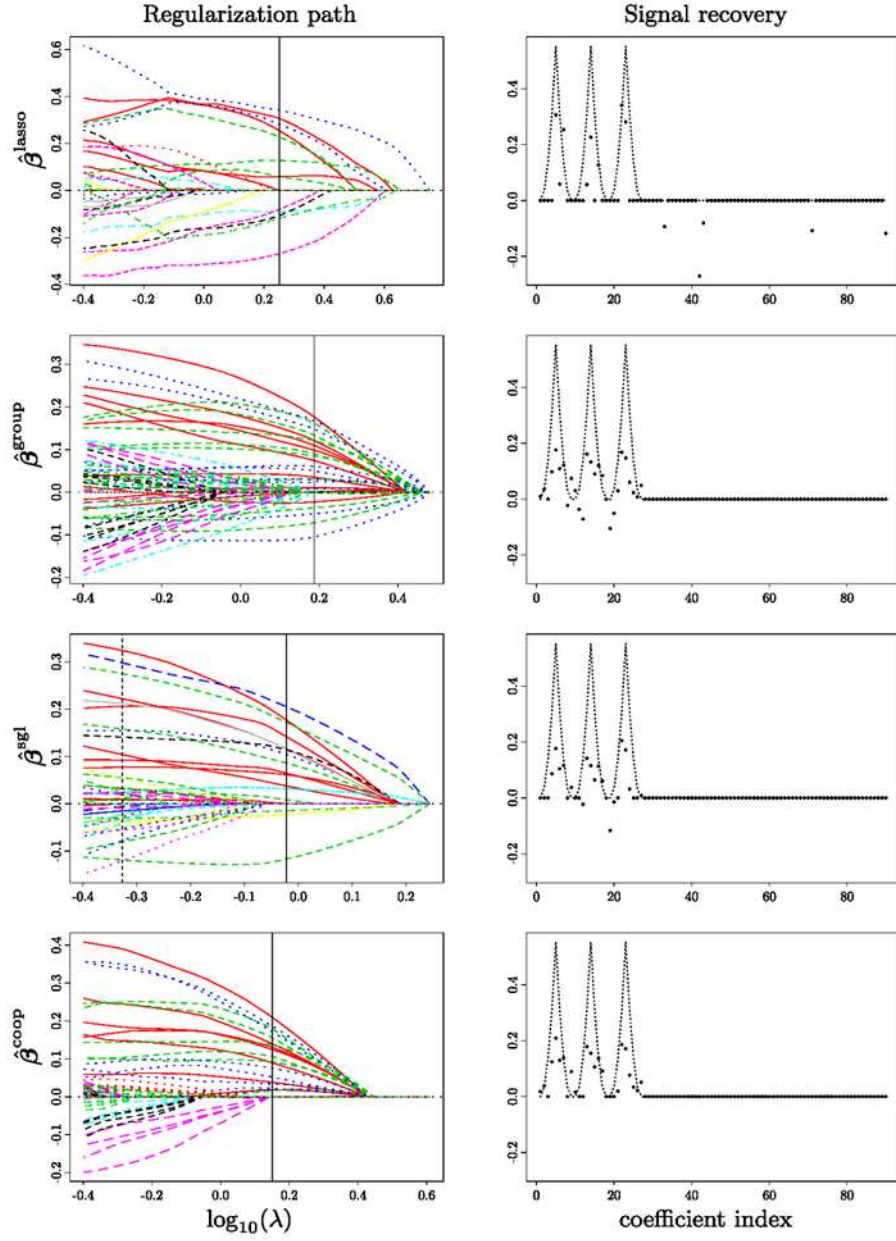 Regularization path
Signal recovery
β̂^lasso
0.6
0.4
0.2
0.0
-0.2
-0.4
-0.4 -0.2 0.0 0.2 0.4 0.6
0.4
0.2
0.0
-0.2
0 20 40 60 80
β̂^group
0.3
0.2
0.1
0.0
-0.1
-0.2
-0.4 -0.2 0.0 0.2 0.4
0.4
0.2
0.0
-0.2
0 20 40 60 80
β̂^sgl
0.3
0.2
0.1
0.0
-0.1
-0.4 -0.3 -0.2 -0.1 0.0 0.1 0.2
0.4
0.2
0.0
-0.2
0 20 40 60 80
β̂^coop
0.4
0.3
0.2
0.1
0.0
-0.1
-0.2
-0.4 -0.2 0.0 0.2 0.4 0.6
0.4
0.2
0.0
-0.2
0 20 40 60 80
log₁₀(λ)
coefficient index